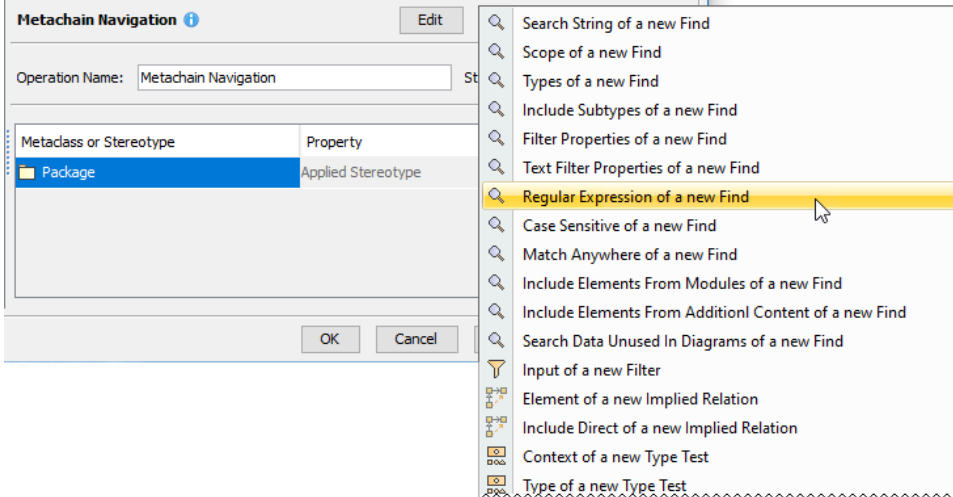 Metachain Navigation
Edit
Operation Name: Metachain Navigation St
Metaclass or Stereotype Property
Package Applied Stereotype
OK Cancel
Search String of a new Find
Scope of a new Find
Types of a new Find
Include Subtypes of a new Find
Filter Properties of a new Find
Text Filter Properties of a new Find
Regular Expression of a new Find
Case Sensitive of a new Find
Match Anywhere of a new Find
Include Elements From Modules of a new Find
Include Elements From Additionl Content of a new Find
Search Data Unused In Diagrams of a new Find
Input of a new Filter
Element of a new Implied Relation
Include Direct of a new Implied Relation
Context of a new Type Test
Type of a new Type Test